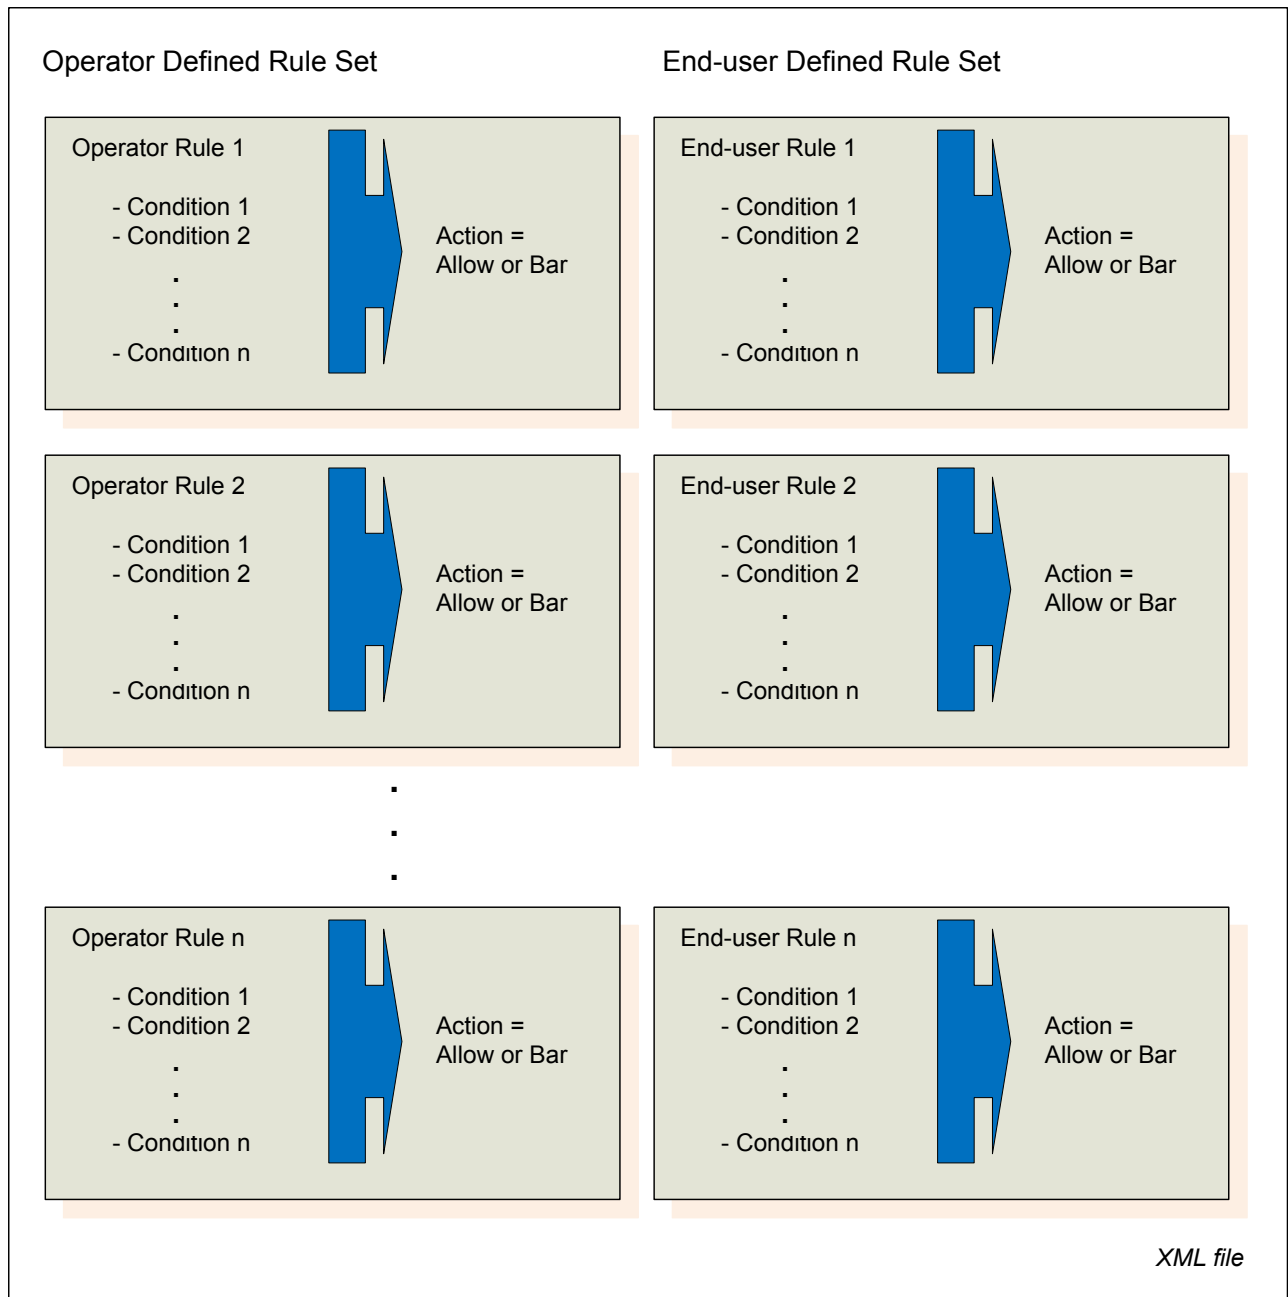 Operator Defined Rule Set
End-user Defined Rule Set
Operator Rule 1
- Condition 1
- Condition 2
.
.
.
- Condition n
Action =
Allow or Bar
End-user Rule 1
- Condition 1
- Condition 2
.
.
.
- Condition n
Action =
Allow or Bar
Operator Rule 2
- Condition 1
- Condition 2
.
.
.
- Condition n
Action =
Allow or Bar
End-user Rule 2
- Condition 1
- Condition 2
.
.
.
- Condition n
Action =
Allow or Bar
.
.
.
Operator Rule n
- Condition 1
- Condition 2
.
.
.
- Condition n
Action =
Allow or Bar
End-user Rule n
- Condition 1
- Condition 2
.
.
.
- Condition n
Action =
Allow or Bar
XML file